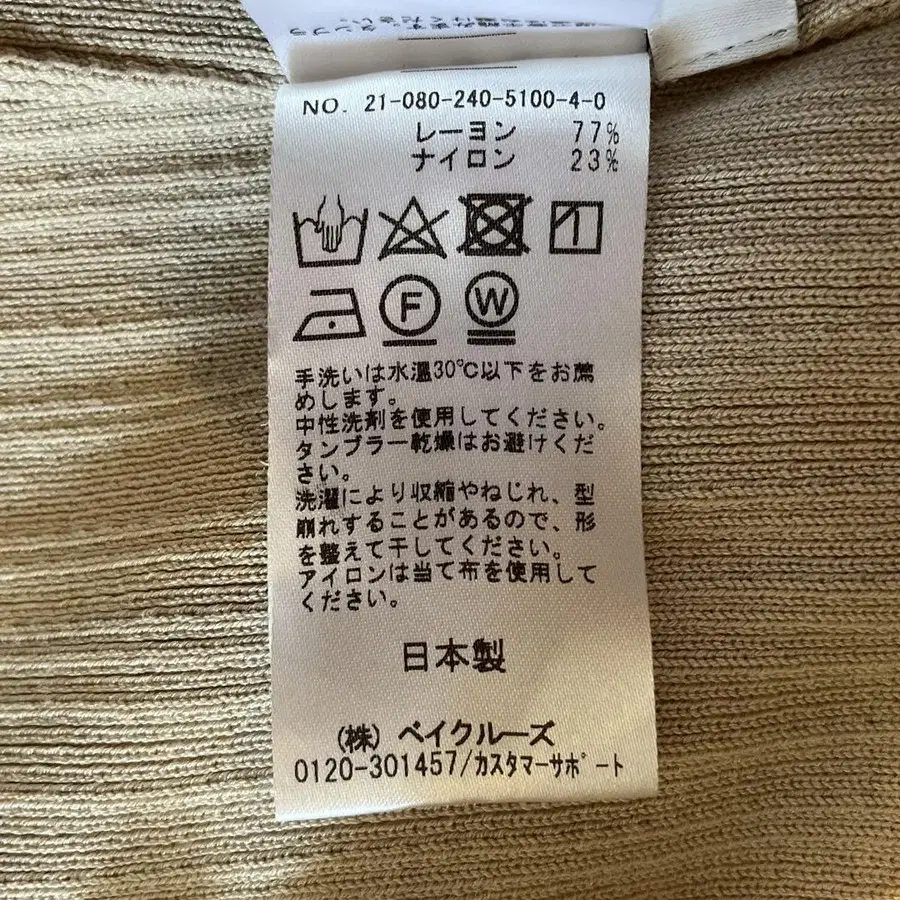 NO. 21-080-240-5100-4-0
レーヨン 77%
ナイロン 23%
F W
手洗いは水温30℃以下をお薦
めします。
中性洗剤を使用してください。
タンブラー乾燥はお避けくだ
さい。
洗濯により収縮やねじれ、型
崩れすることがあるので、形
を整えて干してください。
アイロンは当て布を使用して
ください。
日本製
(株) ベイクルーズ
0120-301457/カスタマーサポート